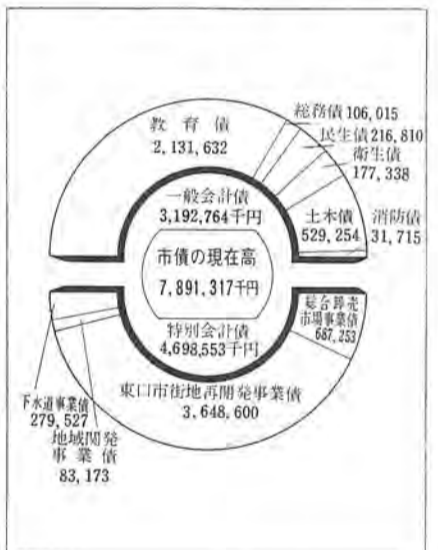 総務債 106,015
民生債 216,810
衛生債
177,338
教育債
2,131,632
一般会計債
3,192,764千円
土木債
529,254
消防債
31,715
市債の現在高
7,891,317千円
特別会計債
4,698,553千円
総合卸売
市場事業債
687,253
東口市街地再開発事業債
3,648,600
下水道事業債
279,527
地域開発
事業債
83,173